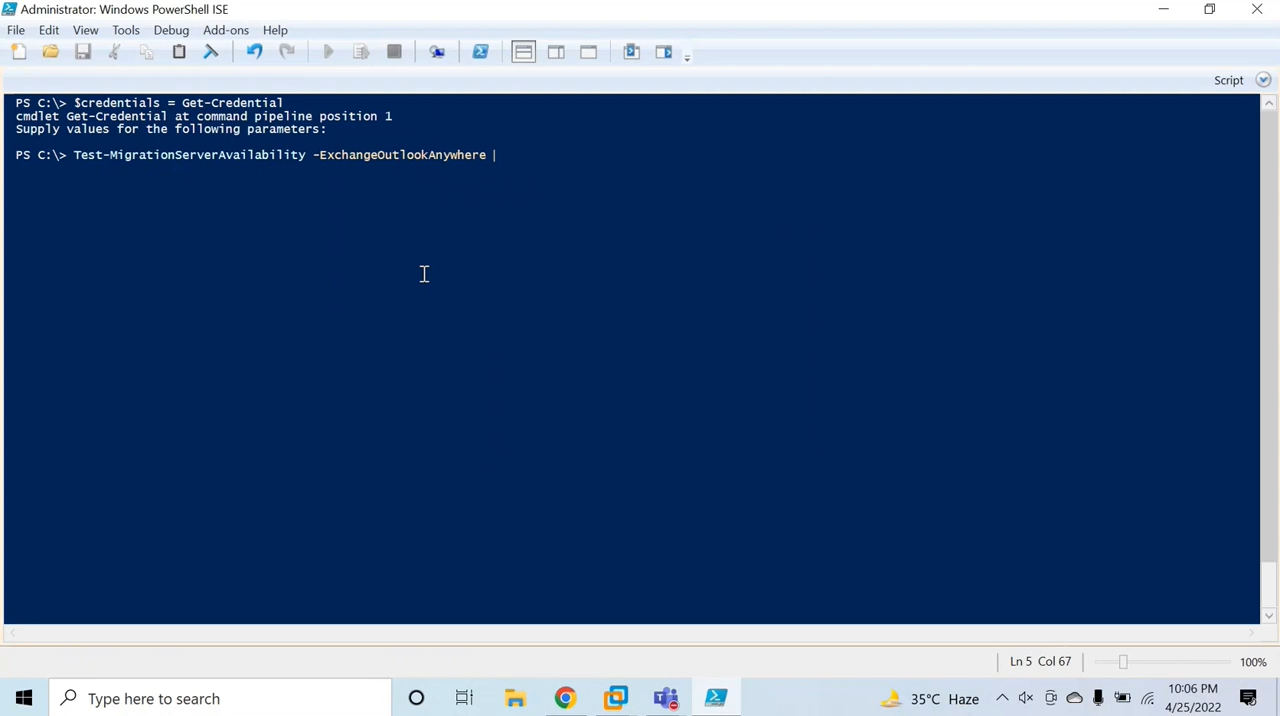 Administrator: Windows PowerShell ISE
File Edit View Tools Debug Add-ons Help
Script
PS C:\> $credentials = Get-Credential
cmdlet Get-Credential at command pipeline position 1
Supply values for the following parameters:
PS C:\> Test-MigrationServerAvailability -ExchangeOutlookAnywhere
Ln 5 Col 67
100%
Type here to search
35°C Haze
10:06 PM
4/25/2022